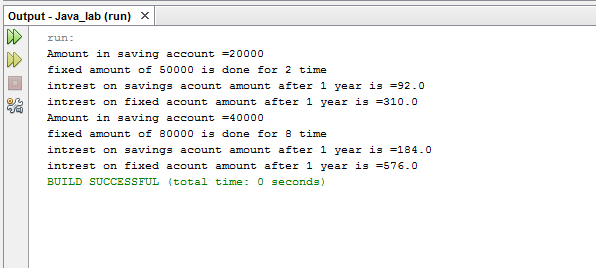 Output - Java_lab (run) ×
run:
Amount in saving account =20000
fixed amount of 50000 is done for 2 time
intrest on savings acount amount after 1 year is =92.0
intrest on fixed acount amount after 1 year is =310.0
Amount in saving account =40000
fixed amount of 80000 is done for 8 time
intrest on savings acount amount after 1 year is =184.0
intrest on fixed acount amount after 1 year is =576.0
BUILD SUCCESSFUL (total time: 0 seconds)